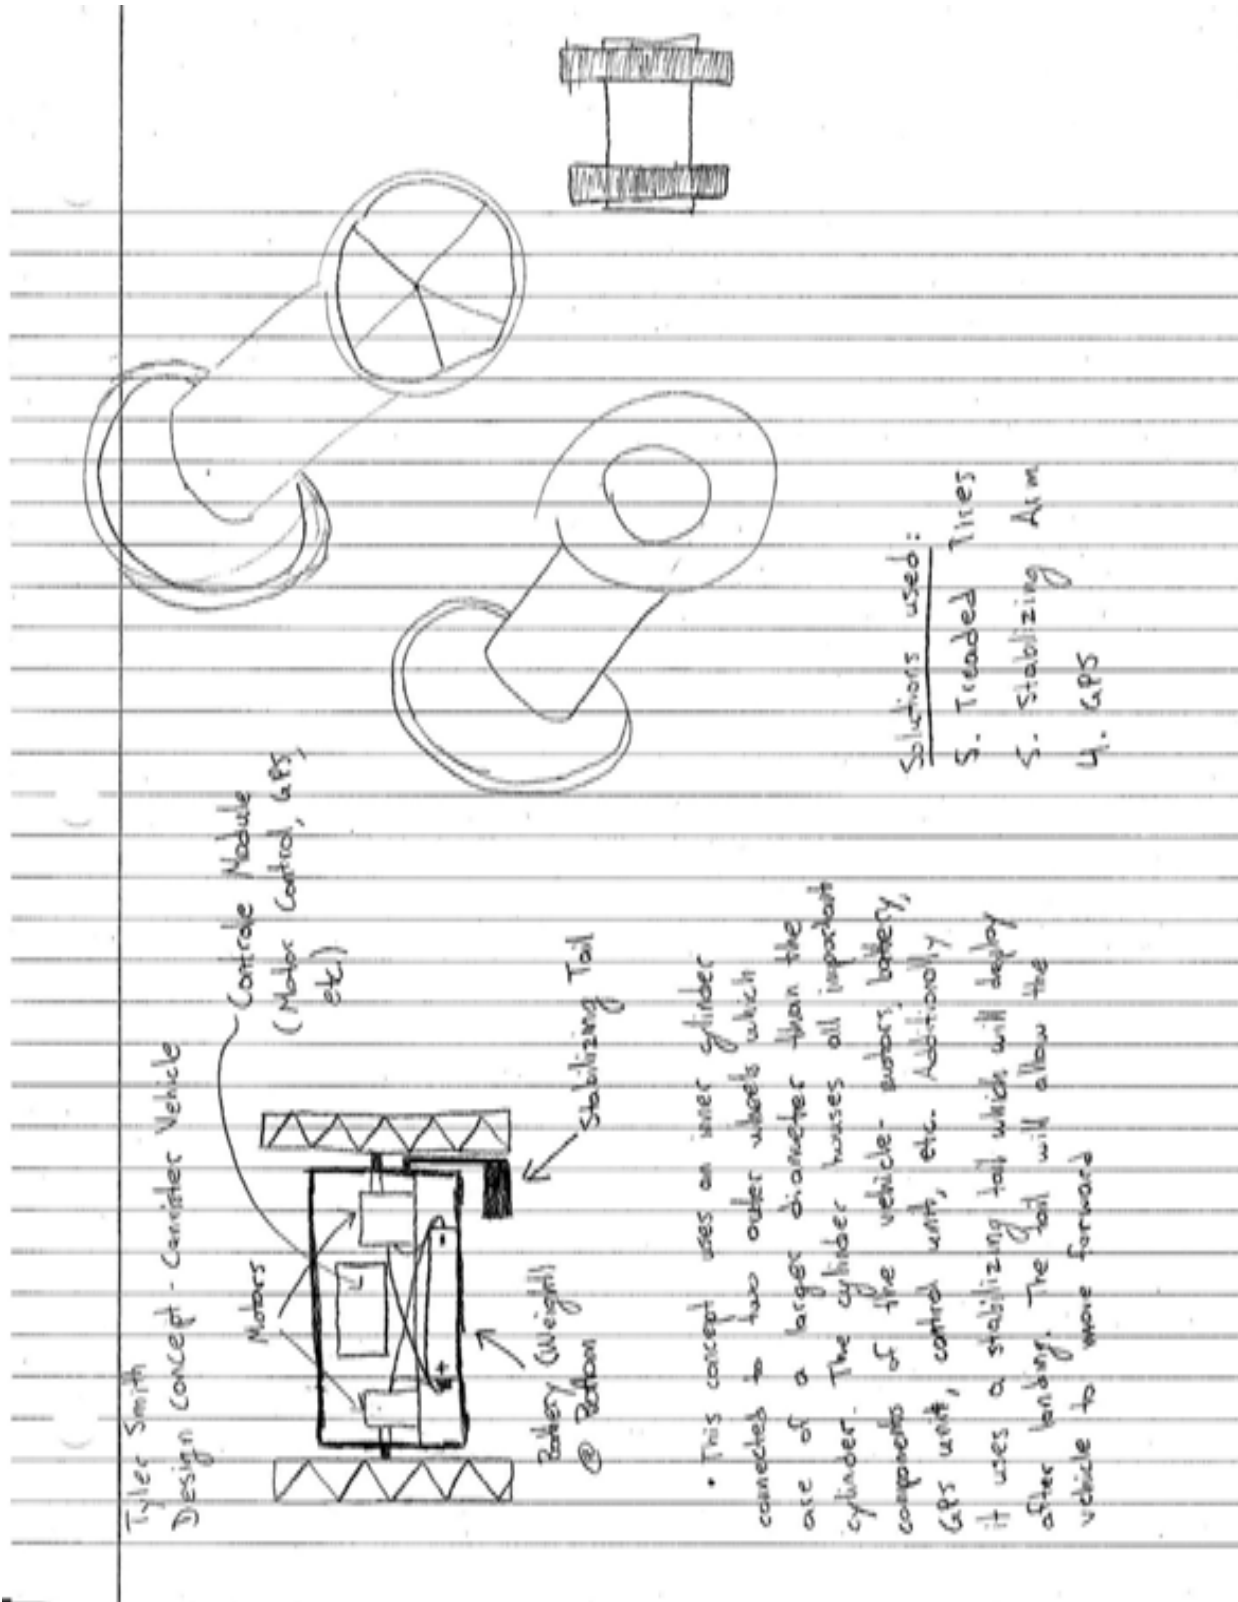 Tyler Smith
Design Concept - Canister Vehicle
Motors
Controle Module
(Motor Control, GPS,
etc.)
Battery (Weight)
@ Bottom
Stabilizing Tail
- +
• This concept uses an inner cylinder
connected to two outer wheels which
are of a larger diameter than the
cylinder. The cylinder houses all important
components of the vehicle- motors, battery,
GPS unit, control unit, etc. Additionally
it uses a stabilizing tail which will deploy
after landing. The tail will allow the
vehicle to move forward
Solutions used:
5. Treaded Tires
5. Stabilizing Arm
4. GPS